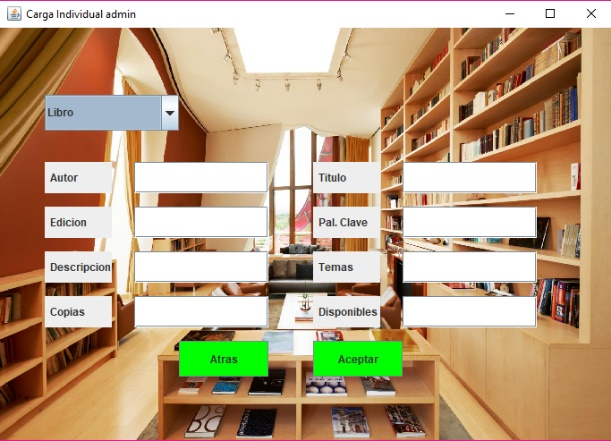 Carga Individual admin
Libro
Autor
Titulo
Edicion
Pal. Clave
Descripcion
Temas
Copias
Disponibles
Atras
Aceptar